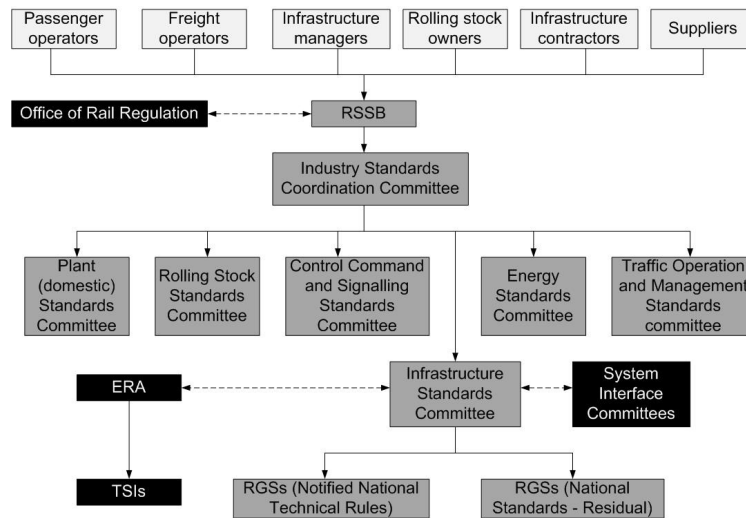 Passenger
operators
Freight
operators
Infrastructure
managers
Rolling stock
owners
Infrastructure
contractors
Suppliers
Office of Rail Regulation
RSSB
Industry Standards
Coordination Committee
Plant
(domestic)
Standards
Committee
Rolling Stock
Standards
Committee
Control Command
and Signalling
Standards
Committee
Energy
Standards
Committee
Traffic Operation
and Management
Standards
committee
ERA
Infrastructure
Standards
Committee
System
Interface
Committees
TSIs
RGSs (Notified National
Technical Rules)
RGSs (National
Standards - Residual)